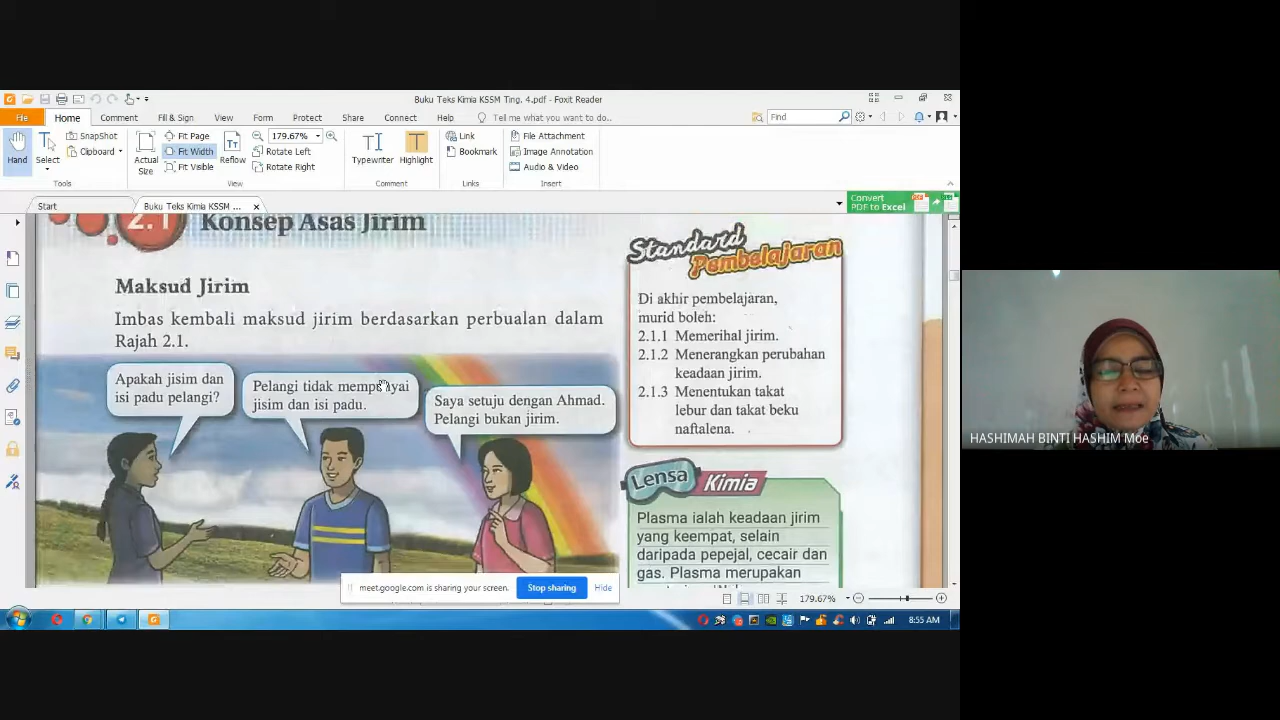 Buku Teks Kimia KSSM Ting. 4.pdf - Foxit Reader
File Home Comment Fill & Sign View Form Protect Share Connect Help Tell me what you want to do.. Find
Hand
Select
SnapShot
Clipboard
Tools
Actual Size
Fit Page
Fit Width
Fit Visible
Reflow
179.67%
Rotate Left
Rotate Right
View
Typewriter
Highlight
Comment
Link
Bookmark
Links
File Attachment
Image Annotation
Audio & Video
Insert
Start
Buku Teks Kimia KSSM ...
Convert
PDF to Excel
2.1 Konsep Asas Jirim
Maksud Jirim
Imbas kembali maksud jirim berdasarkan perbualan dalam
Rajah 2.1.
Apakah jisim dan
isi padu pelangi?
Pelangi tidak mempunyai
jisim dan isi padu.
Saya setuju dengan Ahmad.
Pelangi bukan jirim.
Standard
Pembelajaran
Di akhir pembelajaran,
murid boleh:
2.1.1 Memerihal jirim.
2.1.2 Menerangkan perubahan
keadaan jirim.
2.1.3 Menentukan takat
lebur dan takat beku
naftalena.
Lensa Kimia
Plasma ialah keadaan jirim
yang keempat, selain
daripada pepejal, cecair dan
gas. Plasma merupakan
meet.google.com is sharing your screen.
Stop sharing
Hide
179.67%
8:55 AM
HASHIMAH BINTI HASHIM Moe